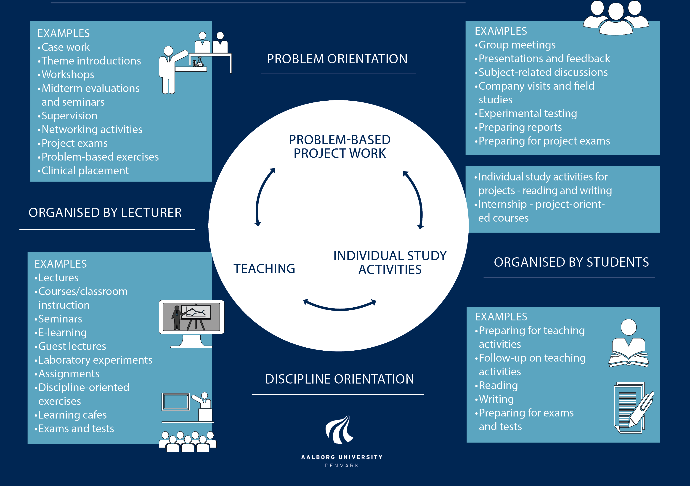 EXAMPLES
•Case work
•Theme introductions
•Workshops
•Midterm evaluations
and seminars
•Supervision
•Networking activities
•Project exams
•Problem-based exercises
•Clinical placement
PROBLEM ORIENTATION
EXAMPLES
•Group meetings
•Presentations and feedback
•Subject-related discussions
•Company visits and field
studies
•Experimental testing
•Preparing reports
•Preparing for project exams
•Individual study activities for
projects - reading and writing
•Internship - project-orient-
ed courses
PROBLEM-BASED
PROJECT WORK
ORGANISED BY LECTURER
TEACHING
INDIVIDUAL STUDY
ACTIVITIES
ORGANISED BY STUDENTS
EXAMPLES
•Lectures
•Courses/classroom
instruction
•Seminars
•E-learning
•Guest lectures
•Laboratory experiments
•Assignments
•Discipline-oriented
exercises
•Learning cafes
•Exams and tests
DISCIPLINE ORIENTATION
EXAMPLES
•Preparing for teaching
activities
•Follow-up on teaching
activities
•Reading
•Writing
•Preparing for exams
and tests
AALBORG UNIVERSITY
DENMARK